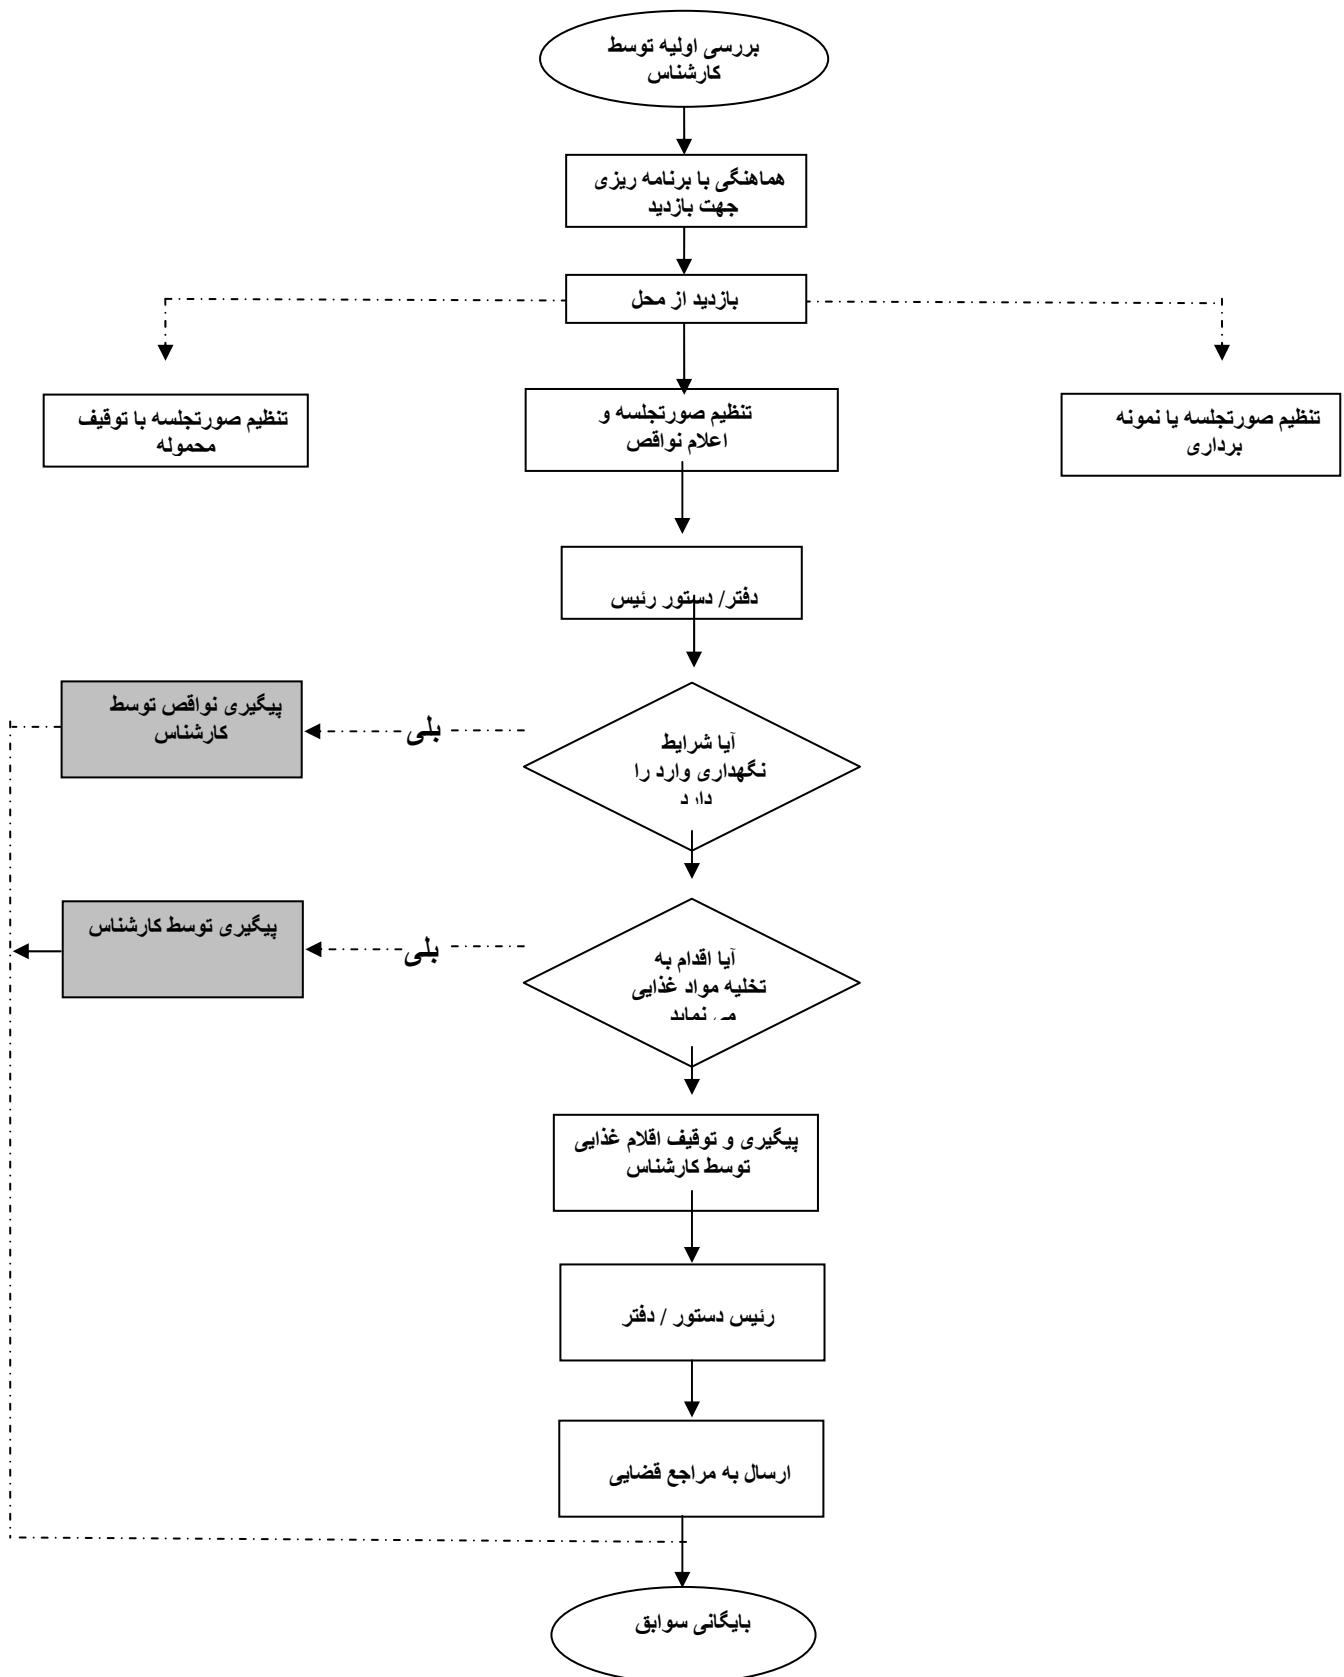 بررسی اولیه توسط
کارشناس
هماهنگی با برنامه ریزی
جهت بازدید
بازدید از محل
تنظیم صورتجلسه یا نمونه
برداری
تنظیم صورتجلسه و
اعلام نواقص
تنظیم صورتجلسه با توقیف
محموله
دفتر/ دستور رئیس
آیا شرایط
نگهداری وارد را
دارد
بلی
پیگیری نواقص توسط
کارشناس
آیا اقدام به
تخلیه مواد غذایی
می نماید
بلی
پیگیری توسط کارشناس
پیگیری و توقیف اقلام غذایی
توسط کارشناس
رئیس دستور / دفتر
ارسال به مراجع قضایی
بایگانی سوابق